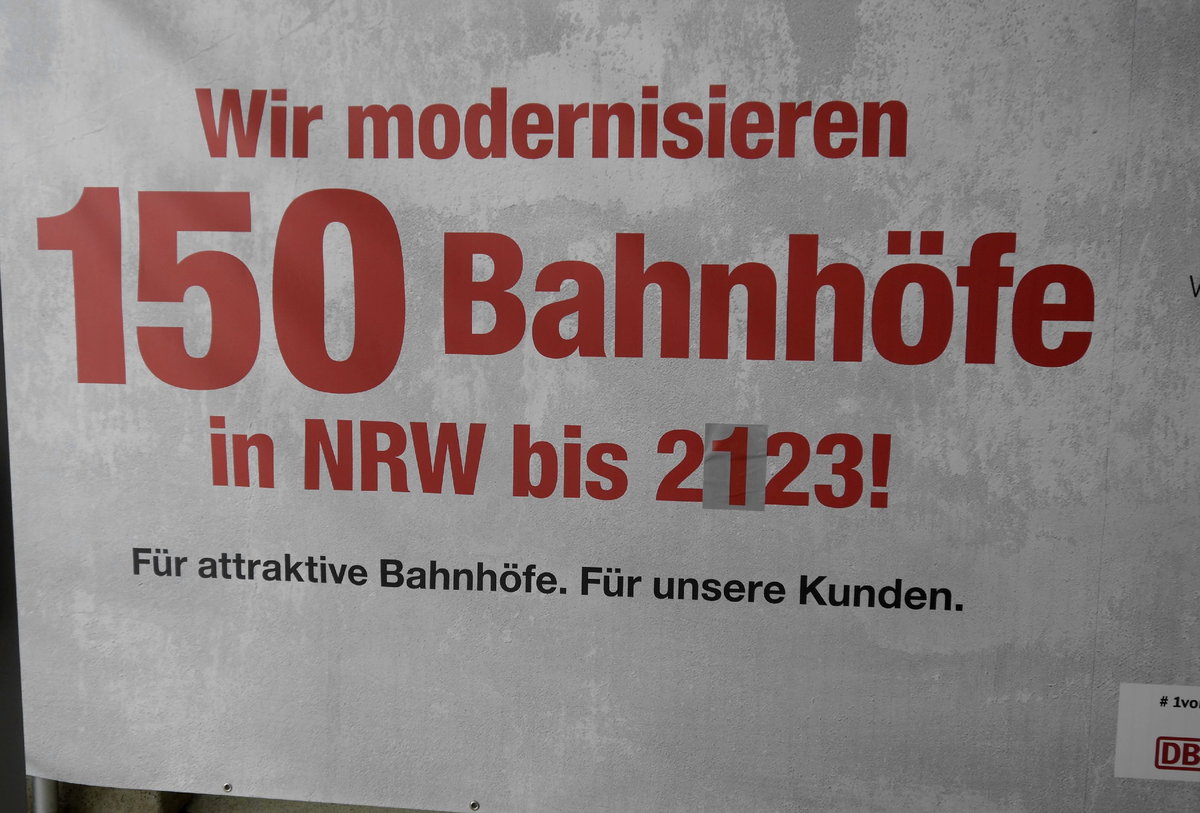 Wir modernisieren
150 Bahnhöfe
in NRW bis 2123!
Für attraktive Bahnhöfe. Für unsere Kunden.
DB